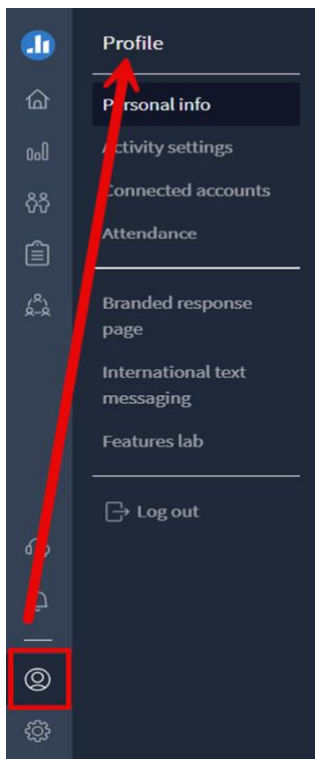 Profile
Personal info
Activity settings
Connected accounts
Attendance
Branded response
page
International text
messaging
Features lab
Log out